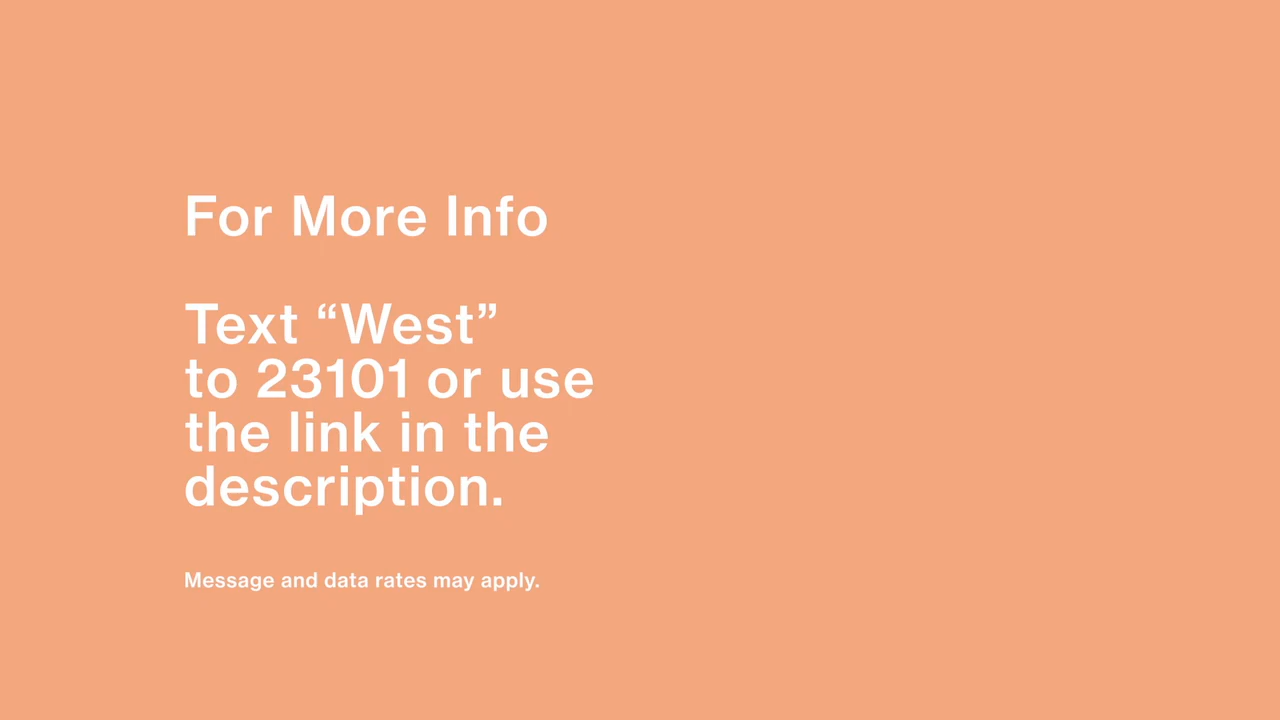 For More Info
Text “West”
to 23101 or use
the link in the
description.
Message and data rates may apply.